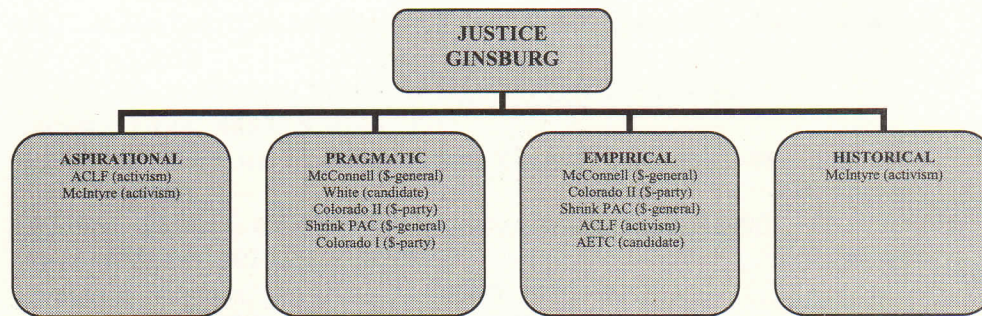 JUSTICE
GINSBURG
ASPIRATIONAL
ACLF (activism)
McIntyre (activism)
PRAGMATIC
McConnell ($-general)
White (candidate)
Colorado II ($-party)
Shrink PAC ($-general)
Colorado I ($-party)
EMPIRICAL
McConnell ($-general)
Colorado II ($-party)
Shrink PAC ($-general)
ACLF (activism)
AETC (candidate)
HISTORICAL
McIntyre (activism)